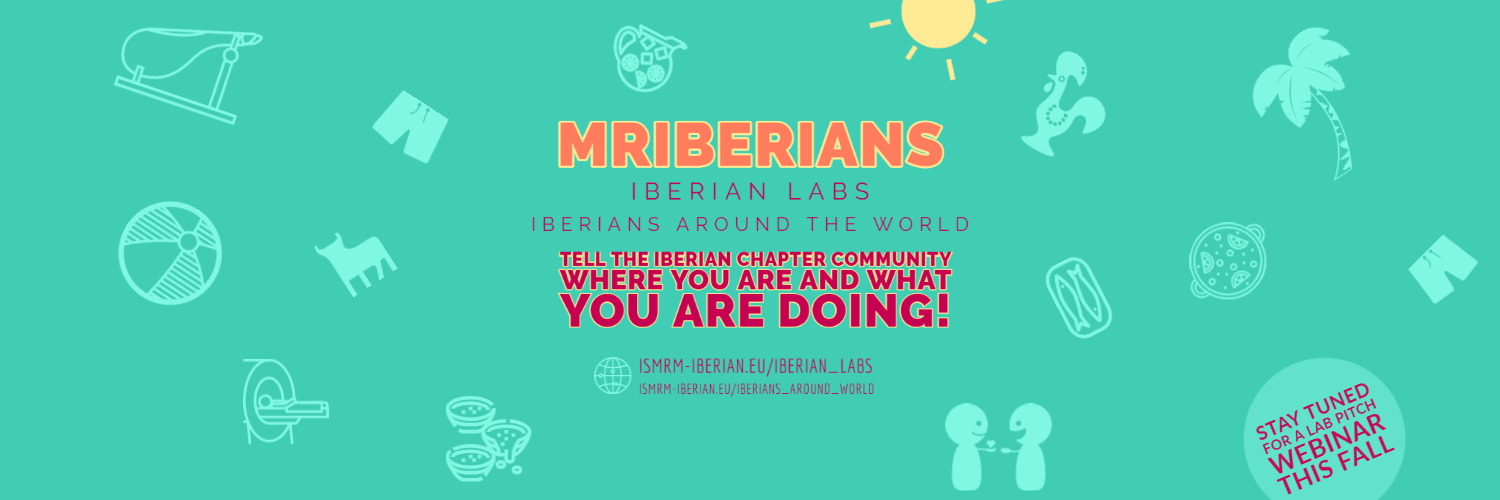 MRIBERIANS
IBERIAN LABS
IBERIANS AROUND THE WORLD
TELL THE IBERIAN CHAPTER COMMUNITY
WHERE YOU ARE AND WHAT
YOU ARE DOING!
ISMRM-IBERIAN.EU/IBERIAN_LABS
ISMRM-IBERIAN.EU/IBERIANS_AROUND_WORLD
STAY TUNED
FOR A LAB PITCH
WEBINAR
THIS FALL